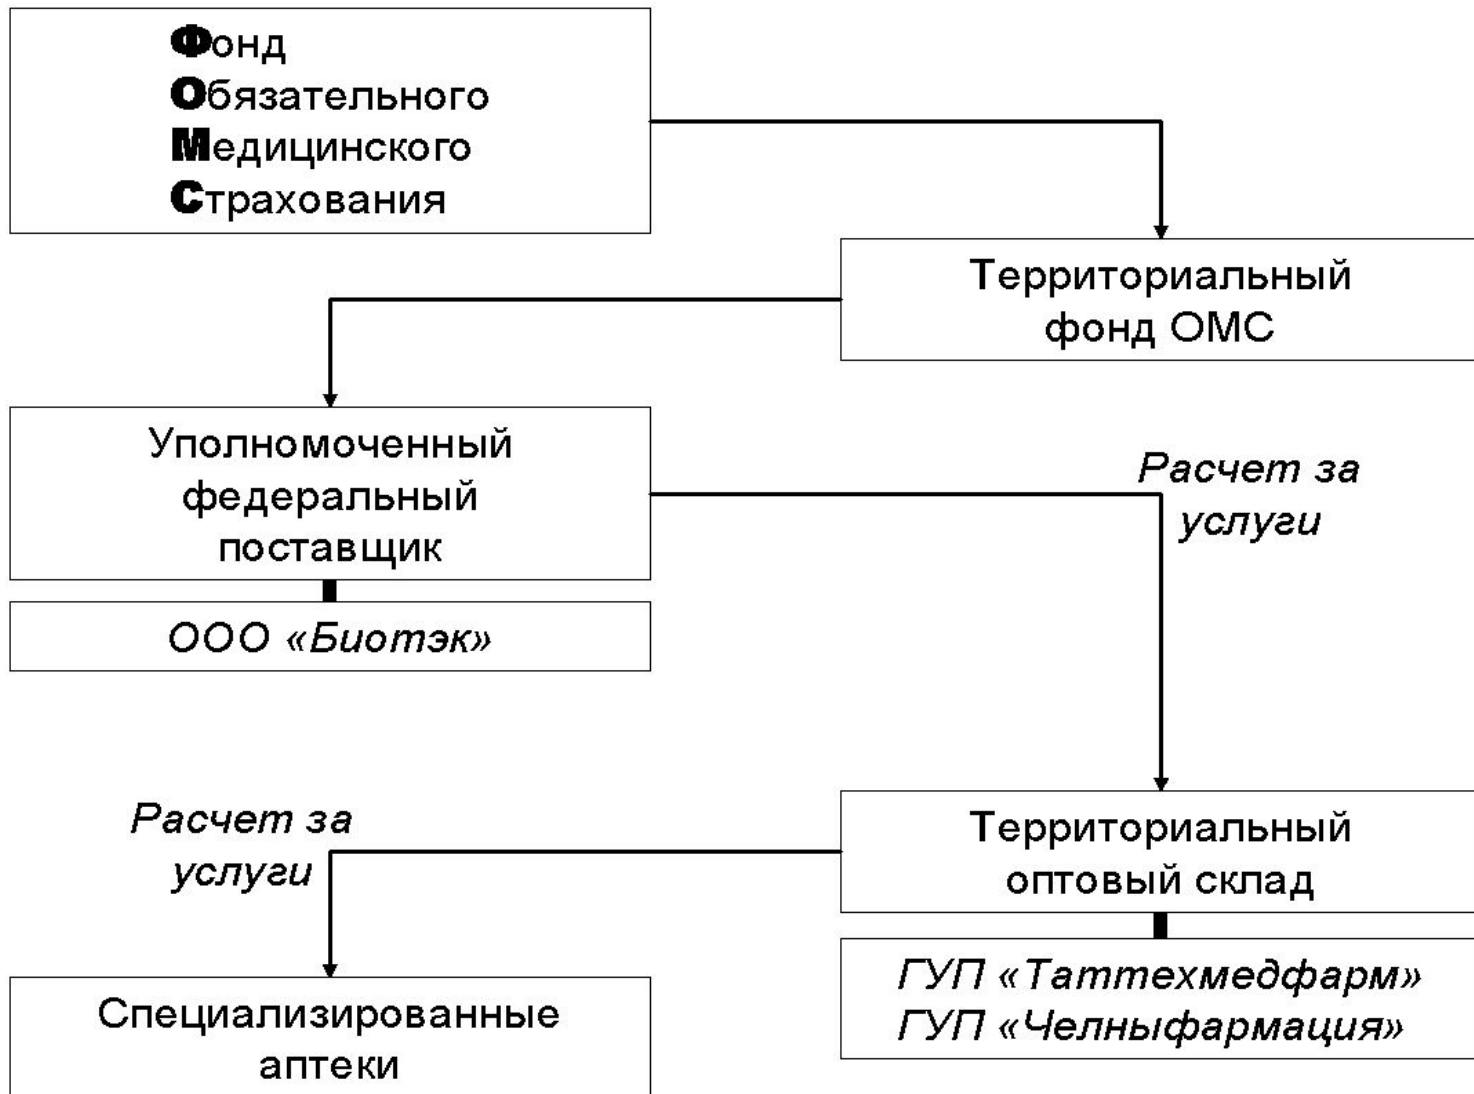 Фонд
Обязательного
Медицинского
Страхования
Территориальный
фонд ОМС
Уполномоченный
федеральный
поставщик
Расчет за
услуги
ООО «Биотэк»
Расчет за
услуги
Территориальный
оптовый склад
ГУП «Таттехмедфарм»
ГУП «Челныфармация»
Специализированные
аптеки